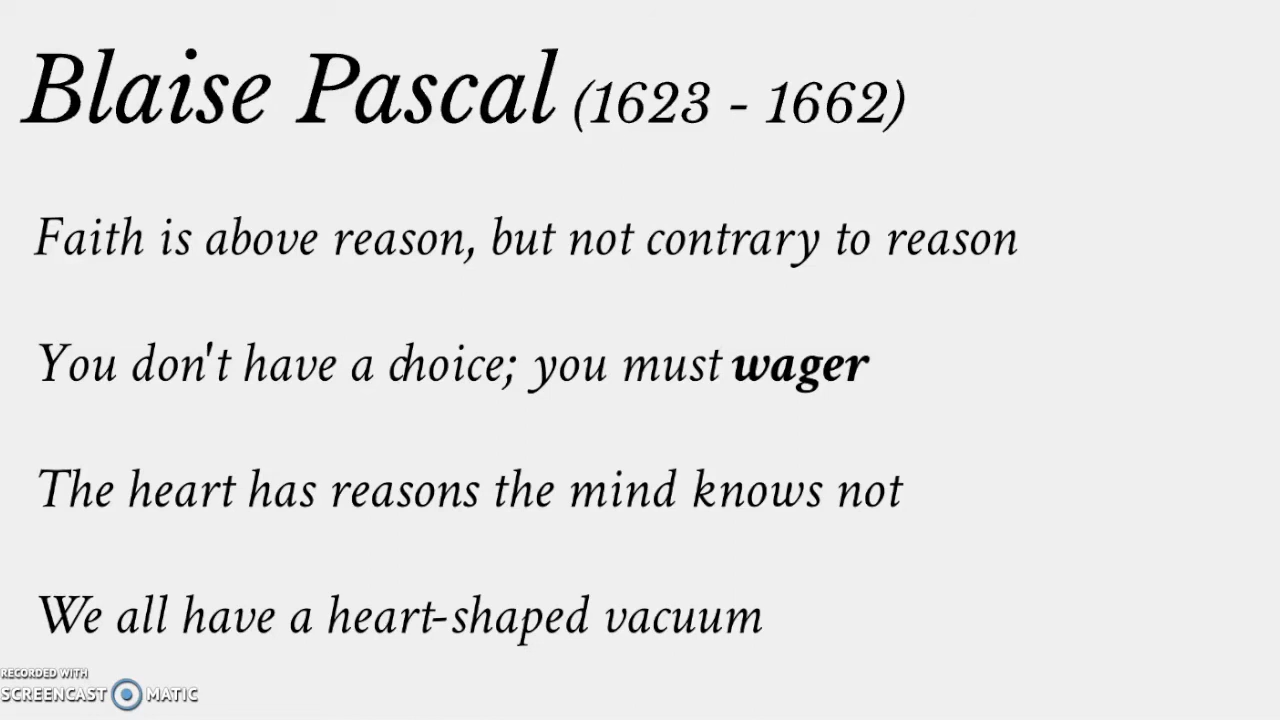 Blaise Pascal (1623 - 1662)
Faith is above reason, but not contrary to reason
You don't have a choice; you must wager
The heart has reasons the mind knows not
We all have a heart-shaped vacuum
RECORDED WITH
SCREENCAST MATIC